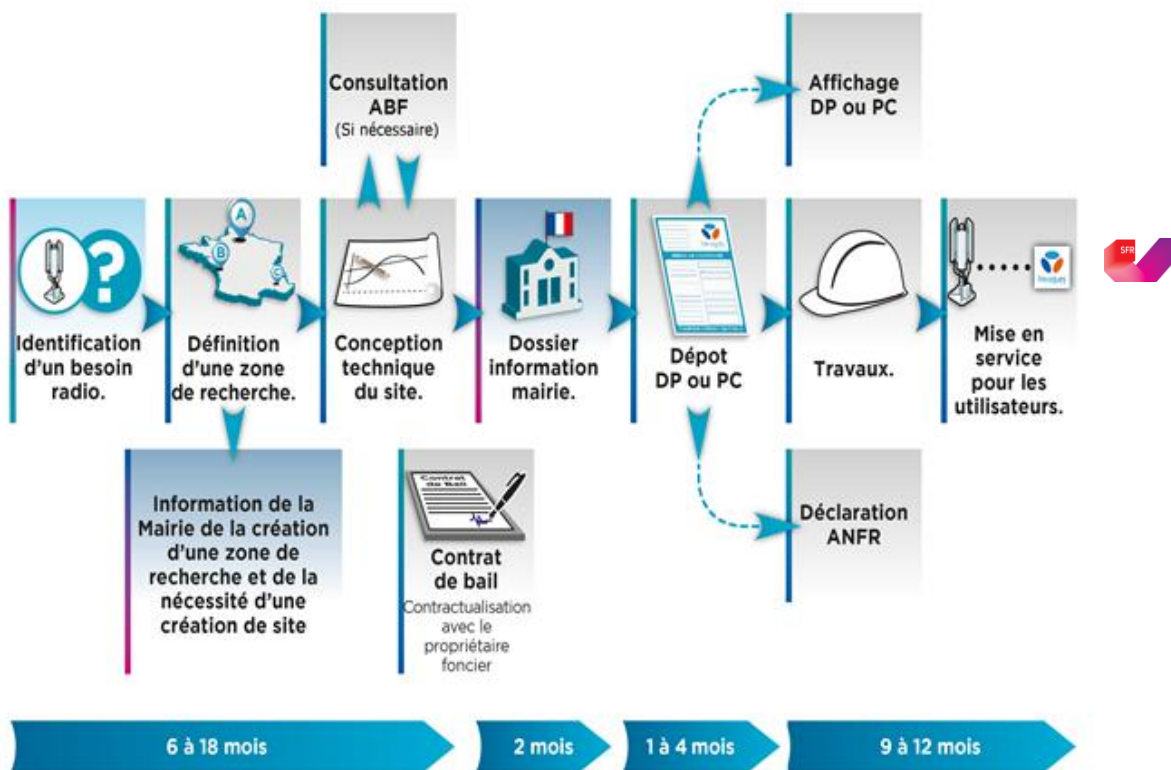 Consultation
ABF
(Si nécessaire)
Affichage
DP ou PC
A
B
C
Identification
d'un besoin
radio.
Définition
d'une zone
de recherche.
Conception
technique
du site.
Dossier
information
mairie.
Dépot
DP ou PC
Travaux.
Mise en
service
pour les
utilisateurs.
SFR
Information de la
Mairie de la création
d'une zone de
recherche et de la
nécessité d'une
création de site
Contrat
de Bail
Contrat
de bail
Contractualisation
avec le
propriétaire
foncier
Déclaration
ANFR
6 à 18 mois
2 mois
1 à 4 mois
9 à 12 mois